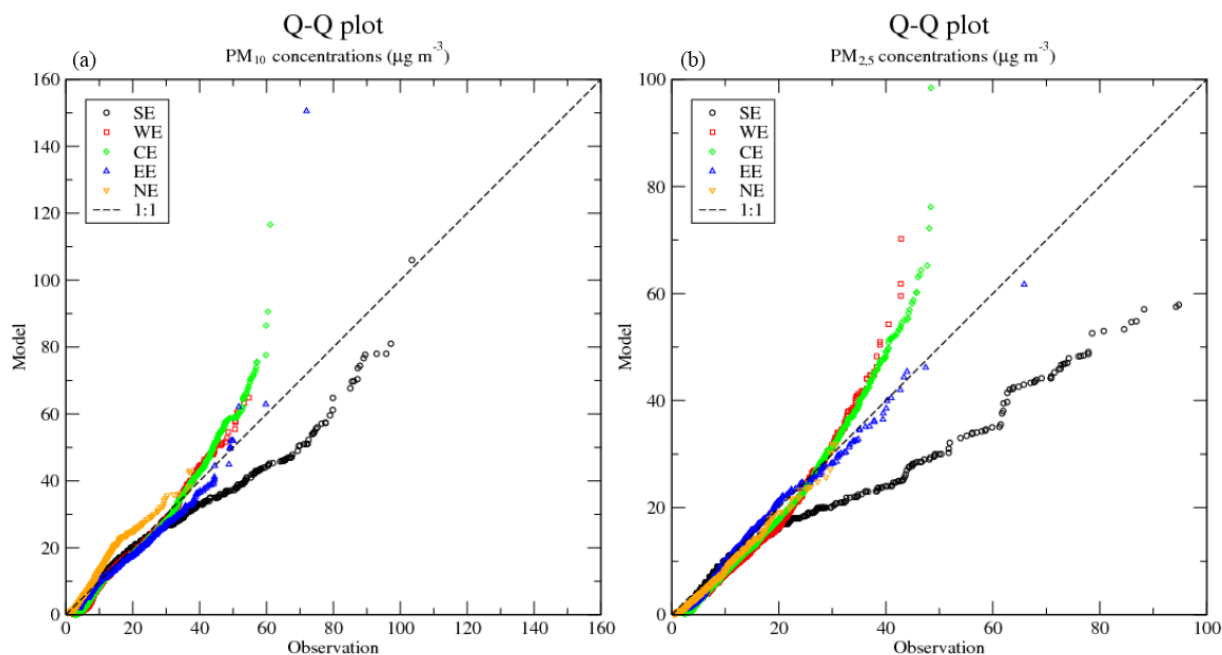 Q-Q plot
(a)
PM10 concentrations (μg m-3)
160
140
120
100
80
60
40
20
0
Model
SE
WE
CE
EE
NE
1:1
0 20 40 60 80 100 120 140 160
Observation
Q-Q plot
(b)
PM2.5 concentrations (μg m-3)
100
80
60
40
20
0
Model
SE
WE
CE
EE
NE
1:1
0 20 40 60 80 100
Observation